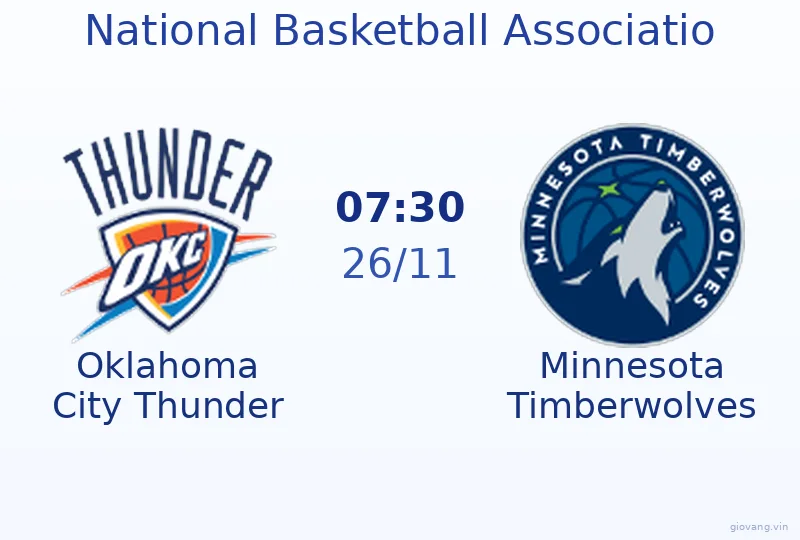 National Basketball Associatio
THUNDER
OKC
MINNESOTA TIMBERWOLVES
07:30
26/11
Oklahoma
City Thunder
Minnesota
Timberwolves
giovang.vin